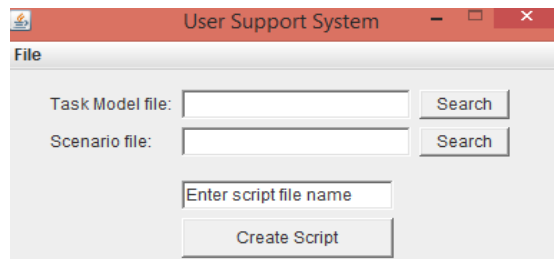 User Support System
File
Task Model file: Search
Scenario file: Search
Enter script file name
Create Script